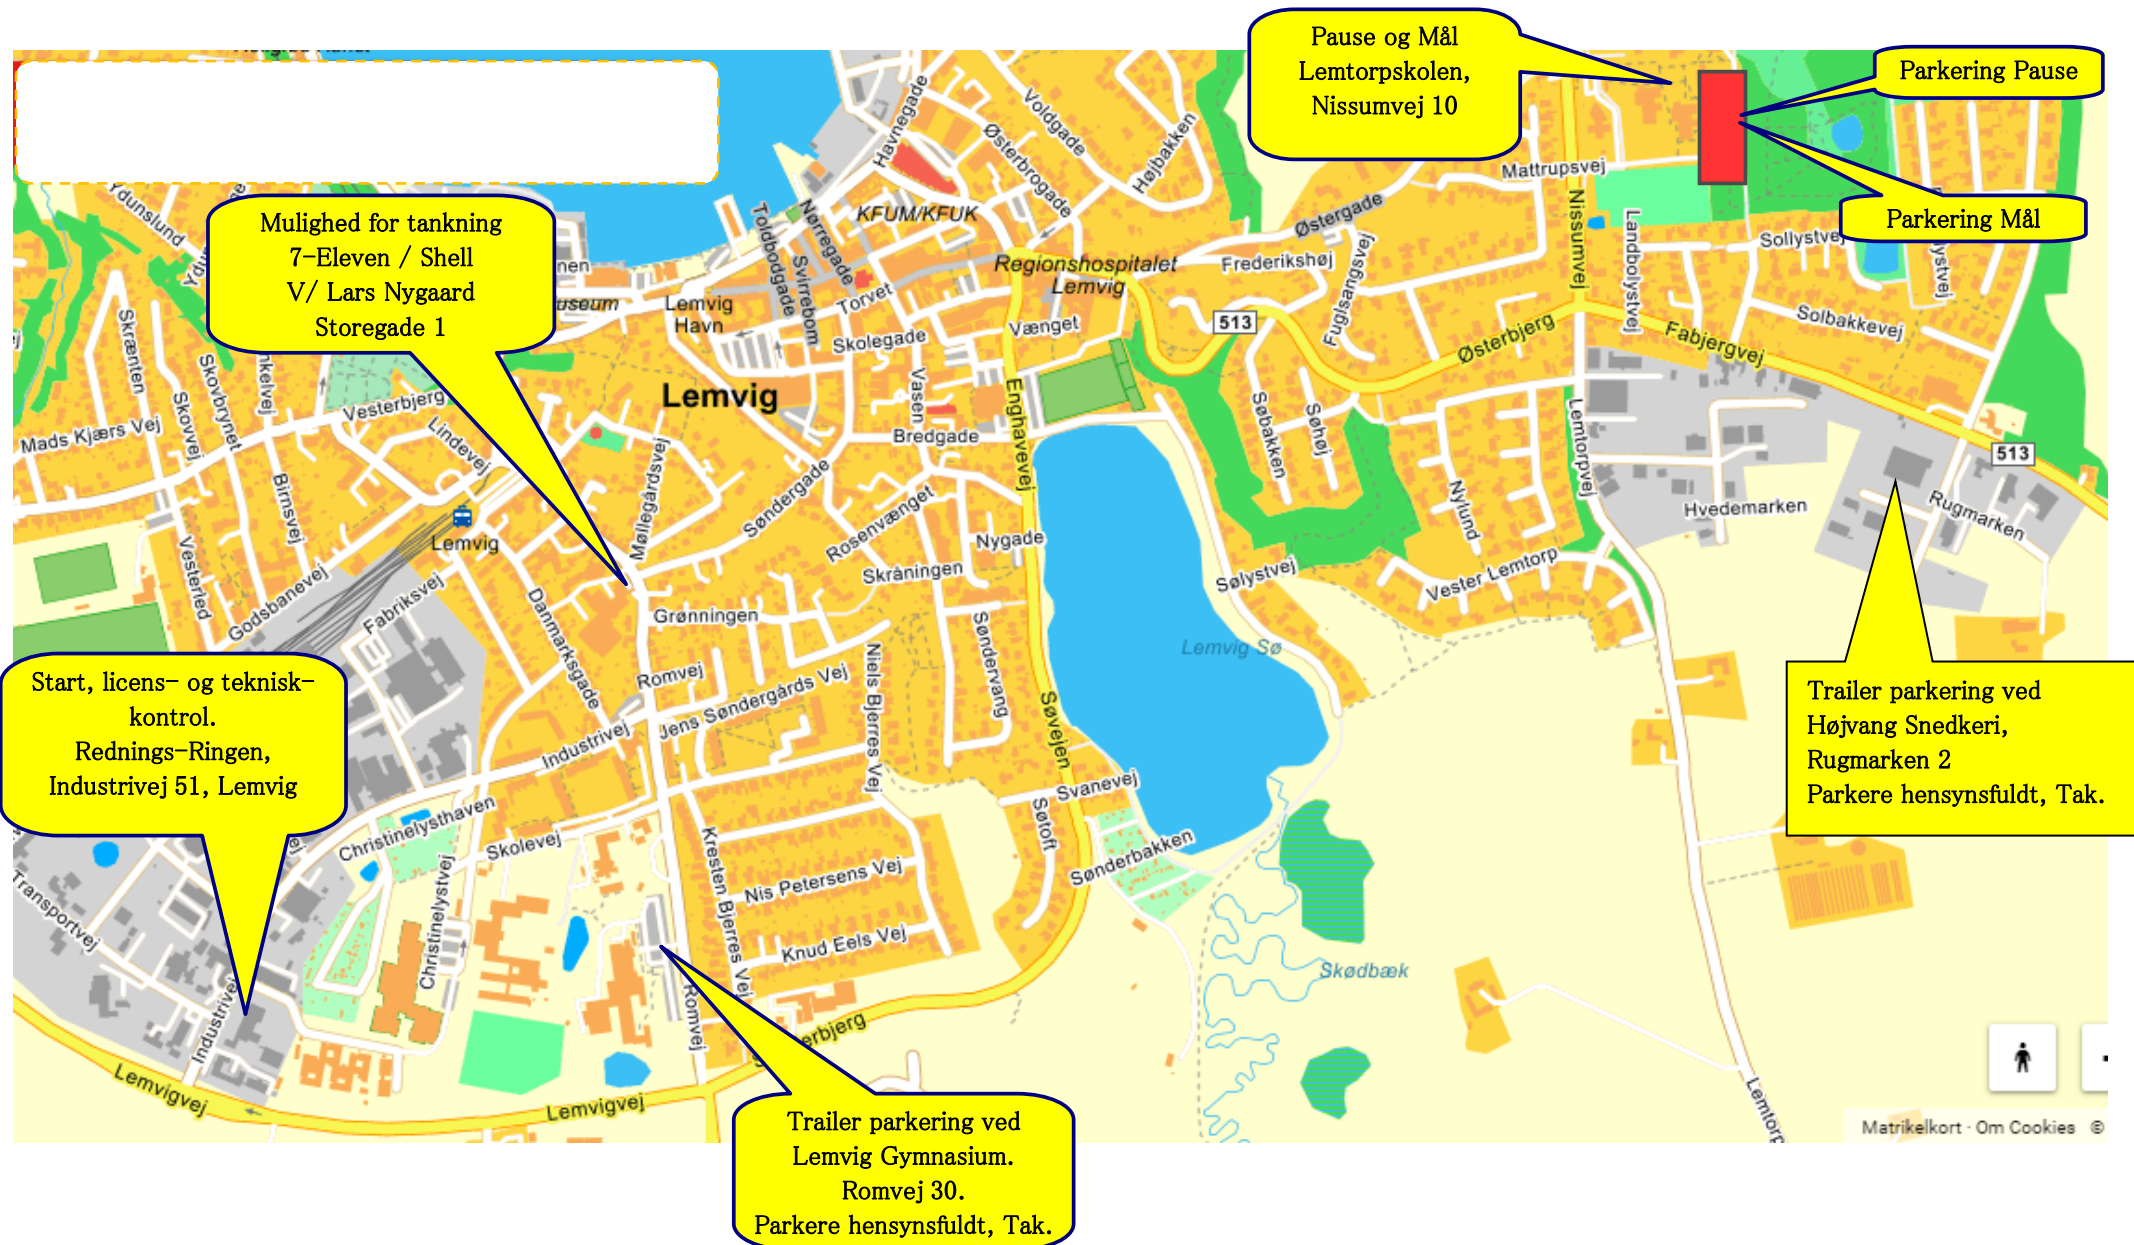 Pause og Mål
Lemtorpskolen,
Nissumvej 10
Parkering Pause
Parkering Mål
Mulighed for tankning
7-Eleven / Shell
V/ Lars Nygaard
Storegade 1
Start, licens- og teknisk-
kontrol.
Rednings-Ringen,
Industrivej 51, Lemvig
Trailer parkering ved
Højvang Snedkeri,
Rugmarken 2
Parkere hensynsfuldt, Tak.
Trailer parkering ved
Lemvig Gymnasium.
Romvej 30.
Parkere hensynsfuldt, Tak.
Havnegade
Voldgade
Østerbrogade
Højbakken
KFUM/KFUK
Ydunslund
Toldbodgade
Nørregade
Svirrebom
Torvet
Regionshospitalet
Lemvig
Østergade
Frederikshøj
Fuglsangsvej
Mattrupsvej
Nissumvej
Landbolystvej
Sollystvej
Solbakkevej
Lemvig
Havn
Skolegade
Vænget
513
Østerbjerg
Fabjergvej
Skrænten
Skovbrynet
Skovvej
Vesterbjerg
Lindevej
Mads Kjærs Vej
Birnsvej
Lemvig
Vasen
Bredgade
Enghavevej
Søbakken
Søhøj
Nylund
Lemtorpvej
Hvedemarken
513
Rugmarken
Møllegårdsvej
Søndergade
Rosenvænget
Nygade
Skråningen
Lemvig
Vesterled
Godsbanevej
Fabriksvej
Danmarksgade
Grønningen
Sølystvej
Vester Lemtorp
Lemvig Sø
Søndervang
Niels Bjerres Vej
Romvej
Jens Søndergårds Vej
Industrivej
Søvejen
Svanevej
Søtoft
Sønderbakken
Christinelysthaven
Skolevej
Christinelystvej
Kresten Bjerres Vej
Nis Petersens Vej
Knud Eels Vej
Skødbæk
Transportvej
Industrivej
Romvej
erbjerg
Lemvigvej
Lemvigvej
Lemtorp
Matrikelkort · Om Cookies ©